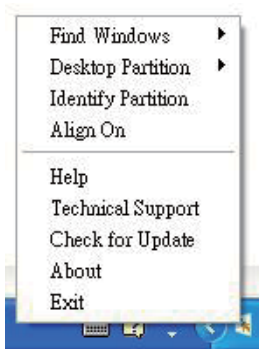 Find Windows
Desktop Partition
Identify Partition
Align On
Help
Technical Support
Check for Update
About
Exit